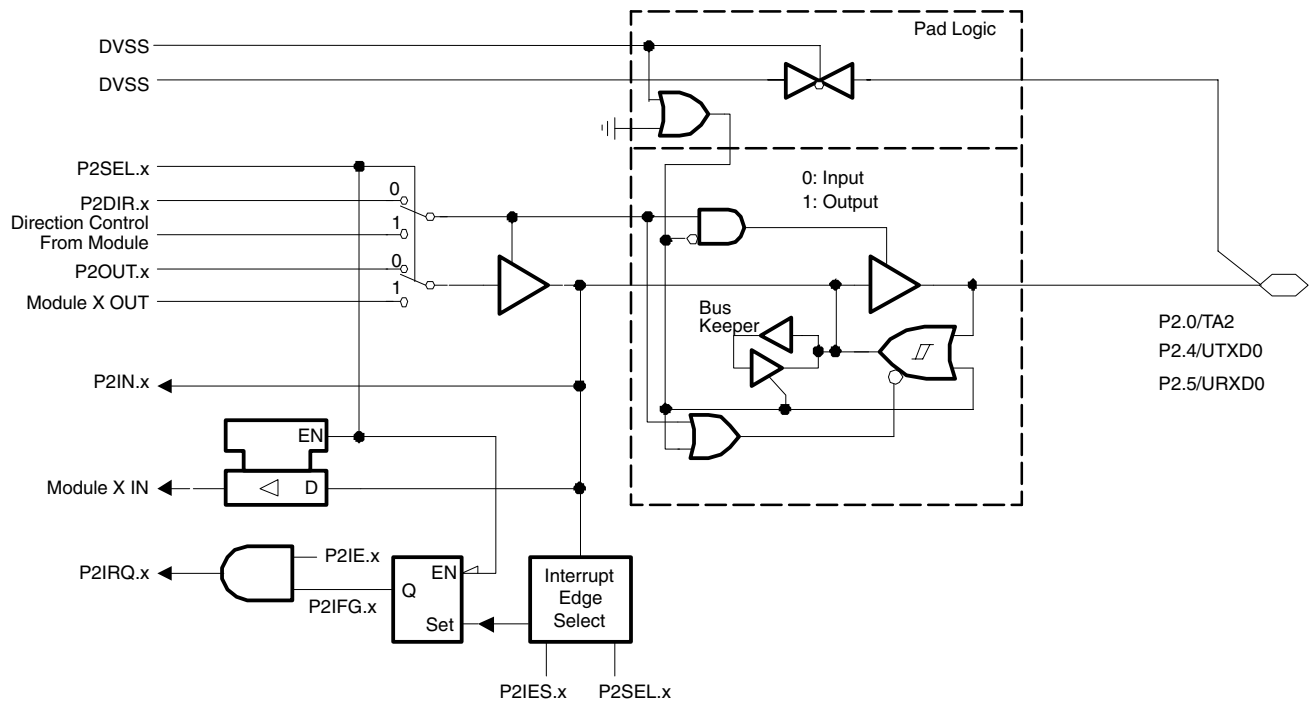 Pad Logic
DVSS
DVSS
P2SEL.x
0
P2DIR.x
Direction Control
From Module
1
0
P2OUT.x
1
Module X OUT
0: Input
1: Output
Bus
Keeper
P2.0/TA2
P2.4/UTXD0
P2.5/URXD0
P2IN.x
EN
Module X IN
D
P2IE.x
P2IRQ.x
P2IFG.x
EN
Q
Set
Interrupt
Edge
Select
P2IES.x
P2SEL.x